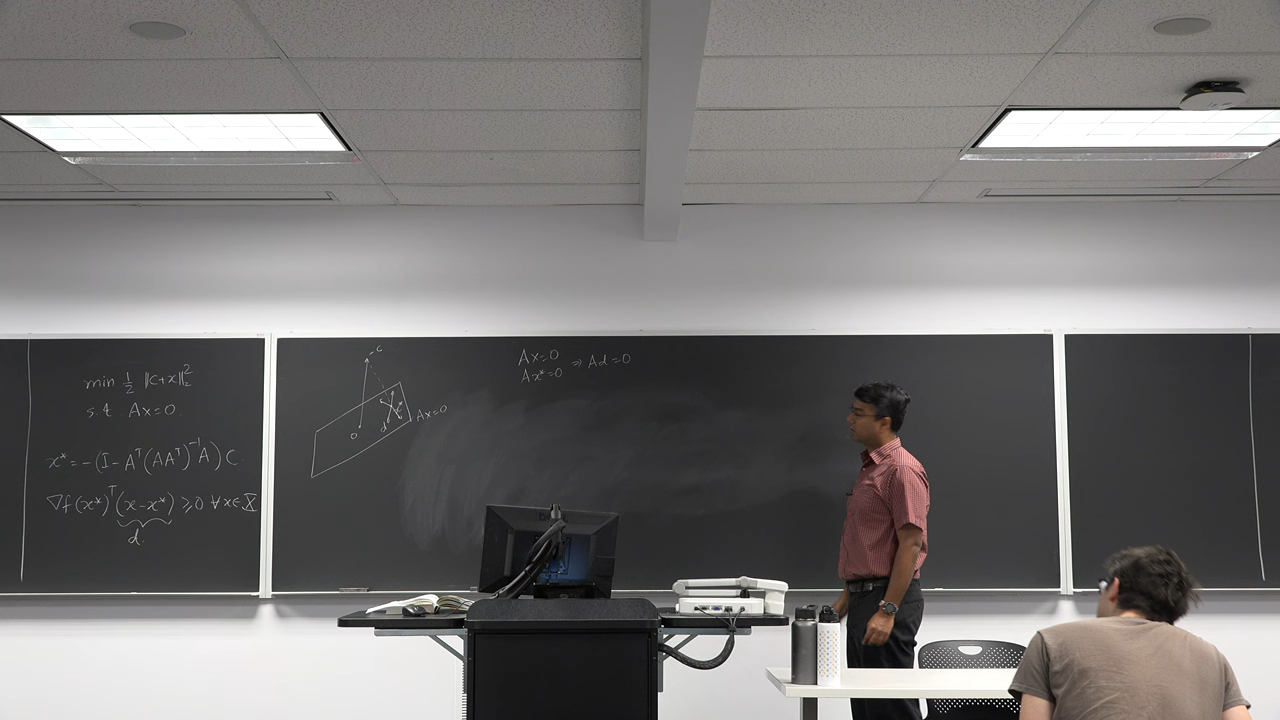 min 1/2 ||c+x||₂²
s.t. Ax=0.
x*=-(I-Aᵀ(AAᵀ)⁻¹A)C
∇f(x*)ᵀ(x-x*)≥0 ∀x∈X
d.
-c
x*
d
0
Ax=0
Ax=0
Ax*=0 ⇒ Ad=0